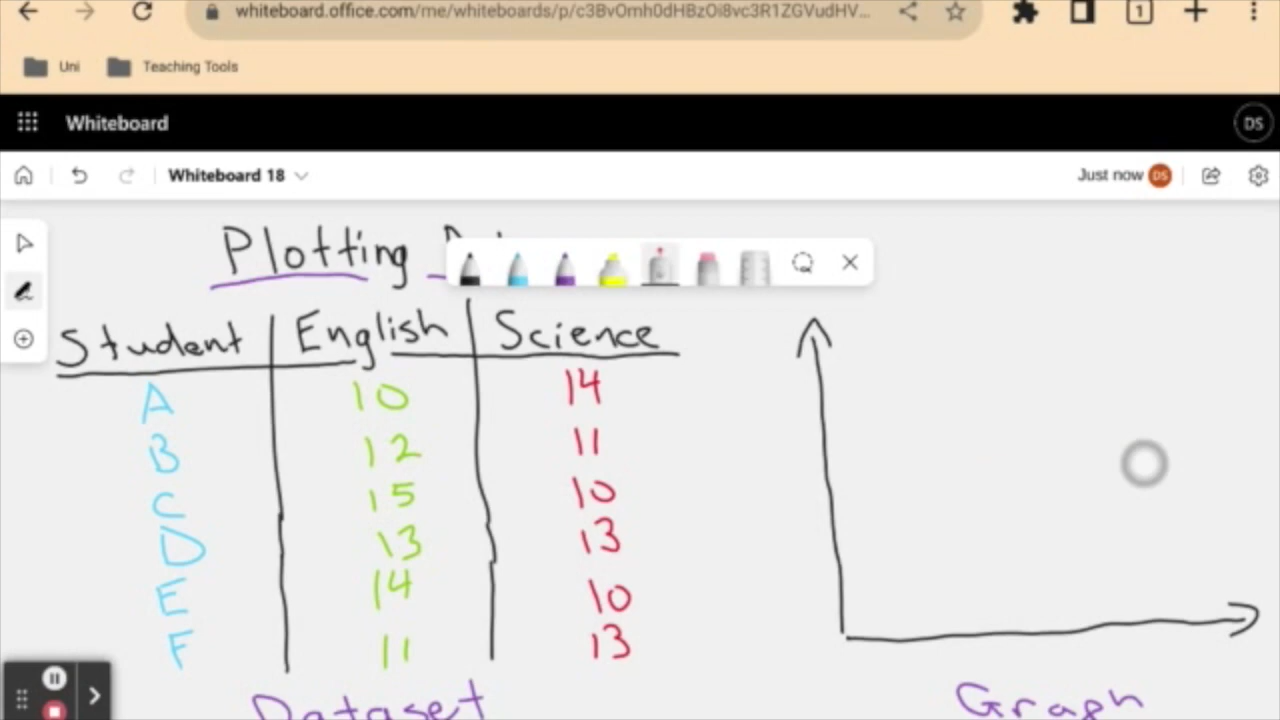 whiteboard.office.com/me/whiteboards/p/c3BvOmh0dHBzOi8vc3R1ZGVudHV... 1
Uni Teaching Tools
Whiteboard DS
Whiteboard 18 Just now DS
Plotting
Student English Science
A 10 14
B 12 11
C 15 10
D 13 13
E 14 10
F 11 13
Dataset Graph